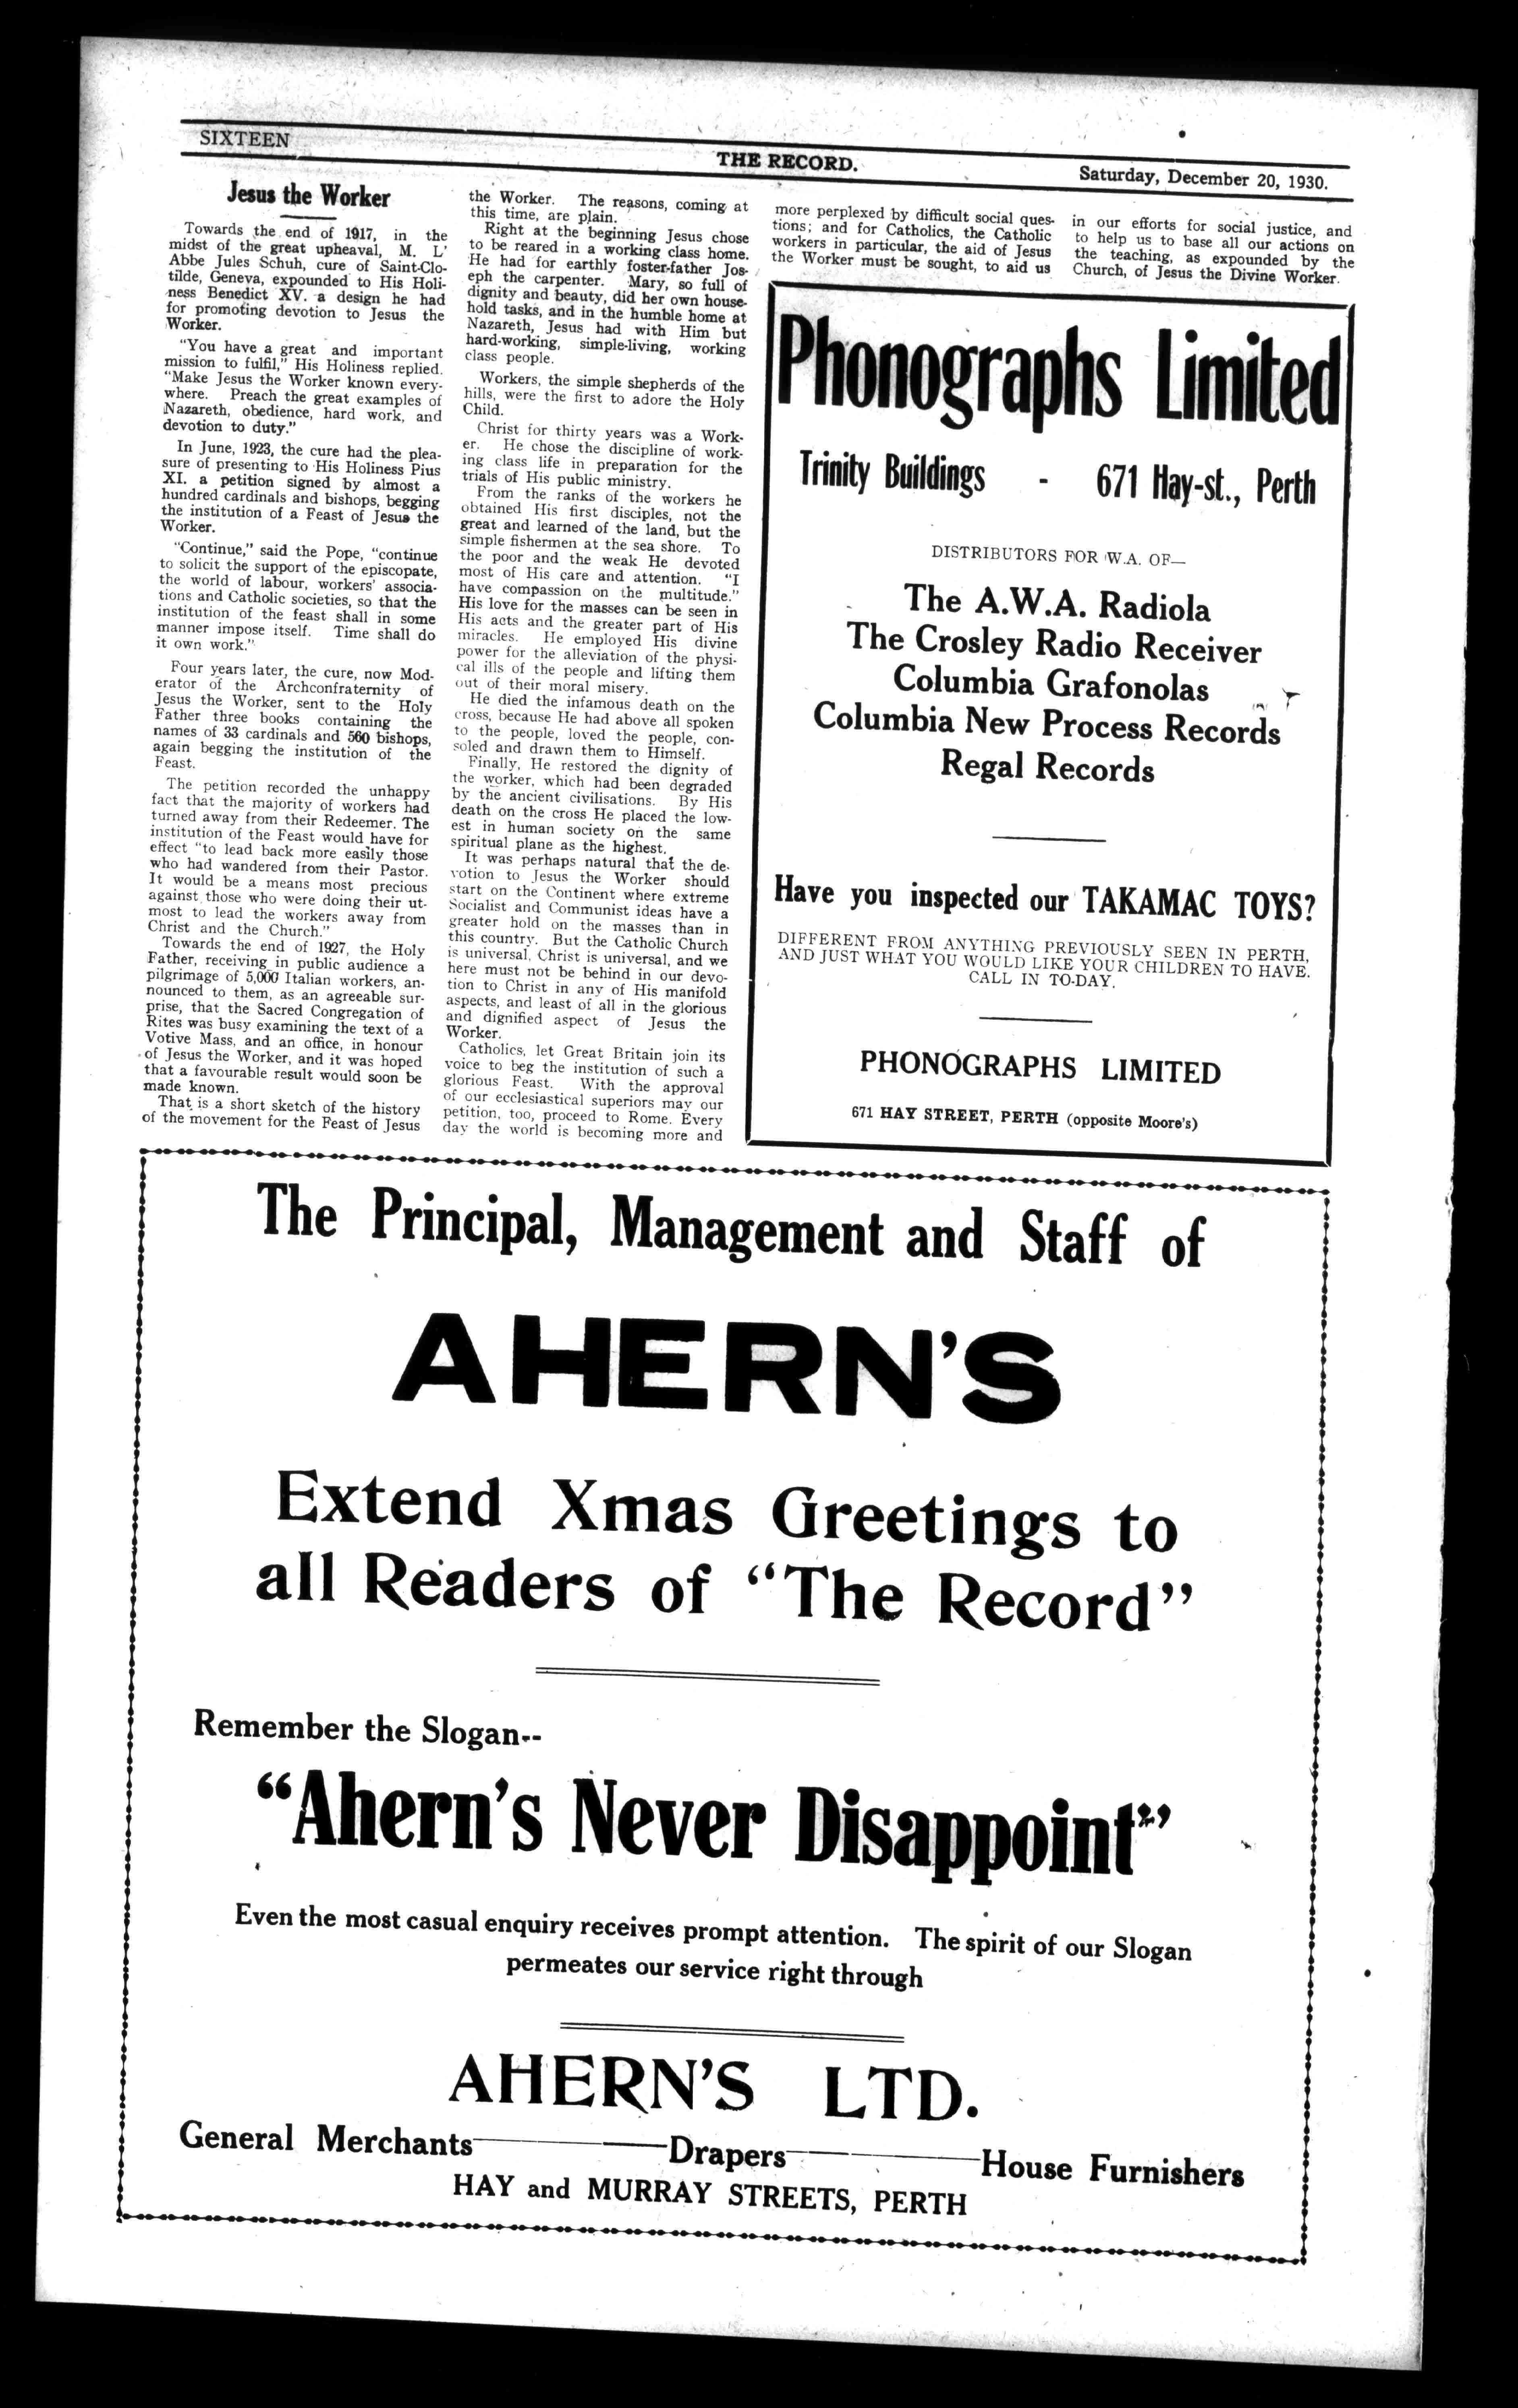 SIXTEEN
THE RECORD.
Saturday, December 20, 1930.
Jesus the Worker
Towards the end of 1917, in the
midst of the great upheaval, M. L'
Abbe Jules Schuh, cure of Saint-Clo-
tilde, Geneva, expounded to His Holi-
ness Benedict XV. a design he had
for promoting devotion to Jesus the
Worker.
"You have a great and important
mission to fulfil," His Holiness replied.
"Make Jesus the Worker known every-
where. Preach the great examples of
Nazareth, obedience, hard work, and
devotion to duty."
In June, 1923, the cure had the plea-
sure of presenting to His Holiness Pius
XI. a petition signed by almost a
hundred cardinals and bishops, begging
the institution of a Feast of Jesus the
Worker.
"Continue," said the Pope, "continue
to solicit the support of the episcopate,
the world of labour, workers' associa-
tions and Catholic societies, so that the
institution of the feast shall in some
manner impose itself. Time shall do
it own work."
Four years later, the cure, now Mod-
erator of the Archconfraternity of
Jesus the Worker, sent to the Holy
Father three books containing the
names of 33 cardinals and 560 bishops,
again begging the institution of the
Feast.
The petition recorded the unhappy
fact that the majority of workers had
turned away from their Redeemer. The
institution of the Feast would have for
effect "to lead back more easily those
who had wandered from their Pastor.
It would be a means most precious
against those who were doing their ut-
most to lead the workers away from
Christ and the Church."
Towards the end of 1927, the Holy
Father, receiving in public audience a
pilgrimage of 5,000 Italian workers, an-
nounced to them, as an agreeable sur-
prise, that the Sacred Congregation of
Rites was busy examining the text of a
Votive Mass, and an office, in honour
of Jesus the Worker, and it was hoped
that a favourable result would soon be
made known.
That is a short sketch of the history
of the movement for the Feast of Jesus
the Worker. The reasons, coming at
this time, are plain.
Right at the beginning Jesus chose
to be reared in a working class home.
He had for earthly foster-father Jos-
eph the carpenter. Mary, so full of
dignity and beauty, did her own house-
hold tasks, and in the humble home at
Nazareth, Jesus had with Him but
hard-working, simple-living, working
class people.
Workers, the simple shepherds of the
hills, were the first to adore the Holy
Child.
Christ for thirty years was a Work-
er. He chose the discipline of work-
ing class life in preparation for the
trials of His public ministry.
From the ranks of the workers he
obtained His first disciples, not the
great and learned of the land, but the
simple fishermen at the sea shore. To
the poor and the weak He devoted
most of His care and attention. "I
have compassion on the multitude."
His love for the masses can be seen in
His acts and the greater part of His
miracles. He employed His divine
power for the alleviation of the physi-
cal ills of the people and lifting them
out of their moral misery.
He died the infamous death on the
cross, because He had above all spoken
to the people, loved the people, con-
soled and drawn them to Himself.
Finally, He restored the dignity of
the worker, which had been degraded
by the ancient civilisations. By His
death on the cross He placed the low-
est in human society on the same
spiritual plane as the highest.
It was perhaps natural that the de-
votion to Jesus the Worker should
start on the Continent where extreme
Socialist and Communist ideas have a
greater hold on the masses than in
this country. But the Catholic Church
is universal, Christ is universal, and we
here must not be behind in our devo-
tion to Christ in any of His manifold
aspects, and least of all in the glorious
and dignified aspect of Jesus the
Worker.
Catholics, let Great Britain join its
voice to beg the institution of such a
glorious Feast. With the approval
of our ecclesiastical superiors may our
petition, too, proceed to Rome. Every
day the world is becoming more and
more perplexed by difficult social ques-
tions; and for Catholics, the Catholic
workers in particular, the aid of Jesus
the Worker must be sought, to aid us
in our efforts for social justice, and
to help us to base all our actions on
the teaching, as expounded by the
Church, of Jesus the Divine Worker.
Phonographs Limited
Trinity Buildings - 671 Hay-st., Perth
DISTRIBUTORS FOR W.A. OF—
The A.W.A. Radiola
The Crosley Radio Receiver
Columbia Grafonolas
Columbia New Process Records
Regal Records
Have you inspected our TAKAMAC TOYS?
DIFFERENT FROM ANYTHING PREVIOUSLY SEEN IN PERTH,
AND JUST WHAT YOU WOULD LIKE YOUR CHILDREN TO HAVE.
CALL IN TO-DAY.
PHONOGRAPHS LIMITED
671 HAY STREET, PERTH (opposite Moore's)
The Principal, Management and Staff of
AHERN'S
Extend Xmas Greetings to
all Readers of "The Record"
Remember the Slogan--
"Ahern's Never Disappoint"
Even the most casual enquiry receives prompt attention. The spirit of our Slogan
permeates our service right through
AHERN'S LTD.
General Merchants——Drapers——House Furnishers
HAY and MURRAY STREETS, PERTH